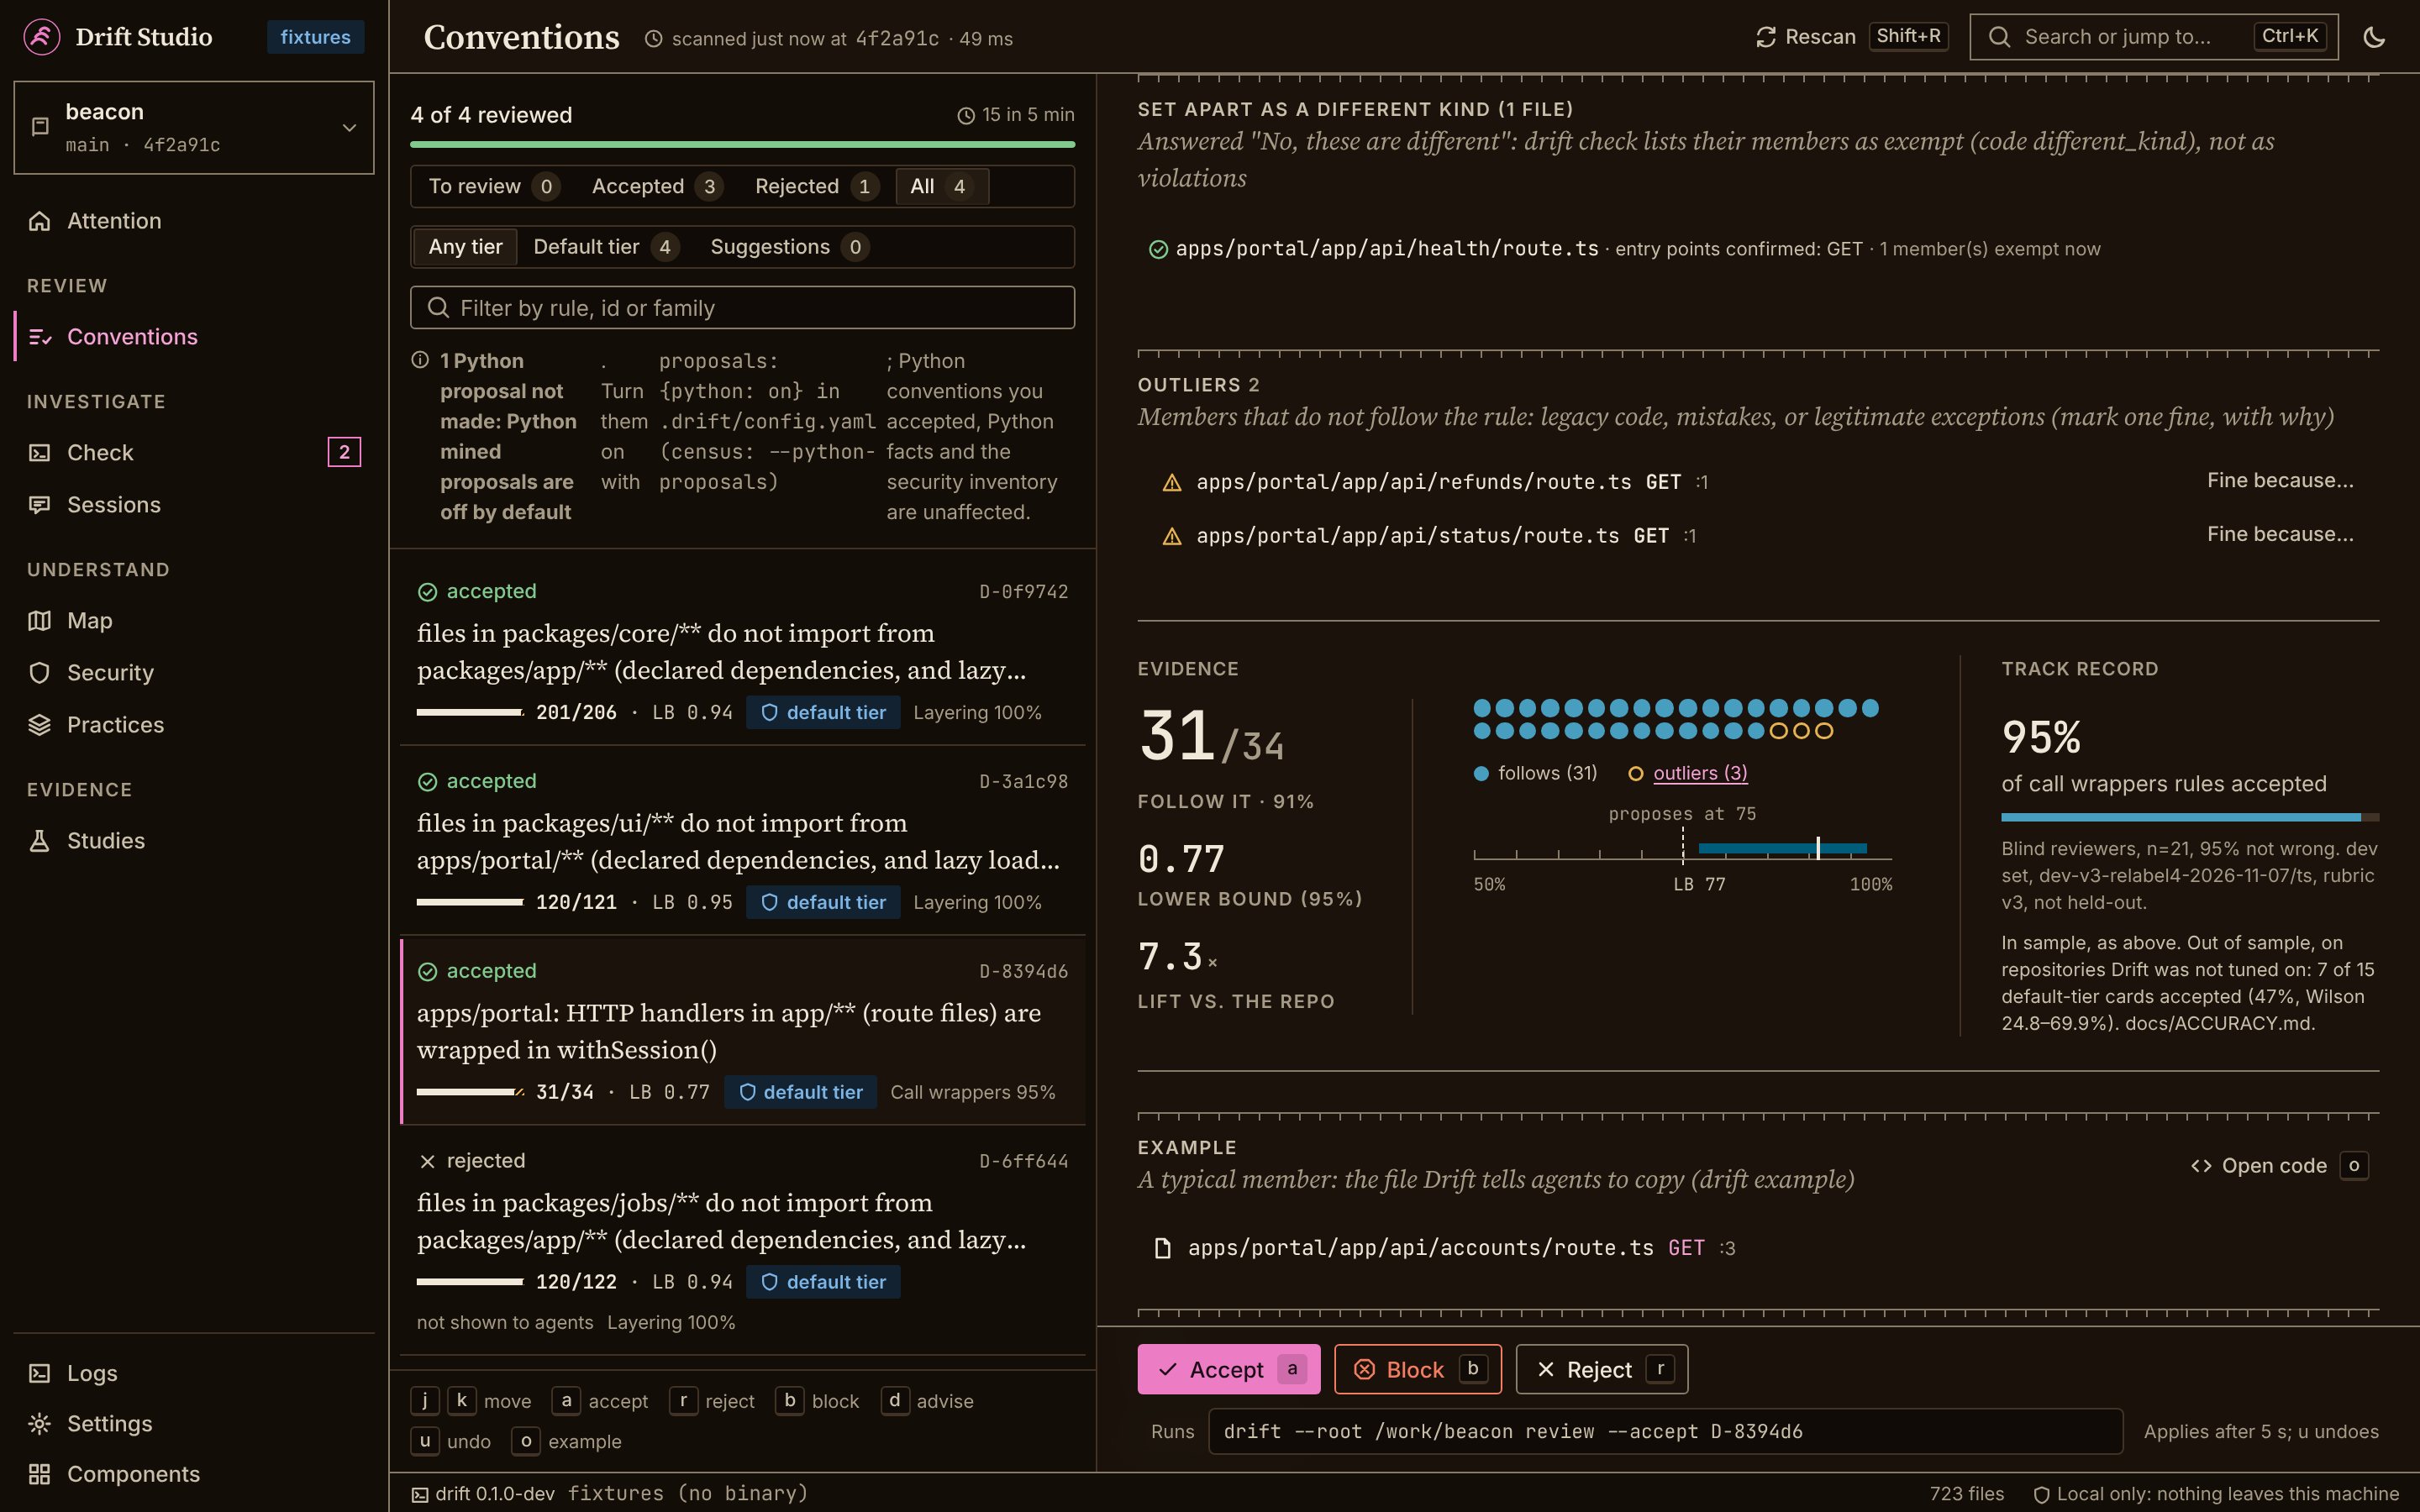 Drift Studio
fixtures
beacon
main · 4f2a91c
Attention
REVIEW
Conventions
INVESTIGATE
Check
2
Sessions
UNDERSTAND
Map
Security
Practices
EVIDENCE
Studies
Logs
Settings
Components
Conventions
scanned just now at 4f2a91c · 49 ms
Rescan Shift+R
Search or jump to... Ctrl+K
4 of 4 reviewed
15 in 5 min
To review 0 Accepted 3 Rejected 1 All 4
Any tier Default tier 4 Suggestions 0
Filter by rule, id or family
1 Python
proposal not
made: Python
mined
proposals are
off by default
.
Turn
them
on
with
proposals:
{python: on} in
.drift/config.yaml
(census: --python-
proposals)
; Python
conventions you
accepted, Python
facts and the
security inventory
are unaffected.
accepted D-0f9742
files in packages/core/** do not import from
packages/app/** (declared dependencies, and lazy...
201/206 · LB 0.94 default tier Layering 100%
accepted D-3a1c98
files in packages/ui/** do not import from
apps/portal/** (declared dependencies, and lazy load...
120/121 · LB 0.95 default tier Layering 100%
accepted D-8394d6
apps/portal: HTTP handlers in app/** (route files) are
wrapped in withSession()
31/34 · LB 0.77 default tier Call wrappers 95%
rejected D-6ff644
files in packages/jobs/** do not import from
packages/app/** (declared dependencies, and lazy...
120/122 · LB 0.94 default tier
not shown to agents Layering 100%
j k move a accept r reject b block d advise
u undo o example
SET APART AS A DIFFERENT KIND (1 FILE)
Answered "No, these are different": drift check lists their members as exempt (code different_kind), not as
violations
apps/portal/app/api/health/route.ts · entry points confirmed: GET · 1 member(s) exempt now
OUTLIERS 2
Members that do not follow the rule: legacy code, mistakes, or legitimate exceptions (mark one fine, with why)
apps/portal/app/api/refunds/route.ts GET :1 Fine because...
apps/portal/app/api/status/route.ts GET :1 Fine because...
EVIDENCE
31/34
FOLLOW IT · 91%
0.77
LOWER BOUND (95%)
7.3×
LIFT VS. THE REPO
follows (31) outliers (3)
proposes at 75
50% LB 77 100%
TRACK RECORD
95%
of call wrappers rules accepted
Blind reviewers, n=21, 95% not wrong. dev
set, dev-v3-relabel4-2026-11-07/ts, rubric
v3, not held-out.
In sample, as above. Out of sample, on
repositories Drift was not tuned on: 7 of 15
default-tier cards accepted (47%, Wilson
24.8–69.9%). docs/ACCURACY.md.
EXAMPLE
A typical member: the file Drift tells agents to copy (drift example)
Open code o
apps/portal/app/api/accounts/route.ts GET :3
Accept a Block b Reject r
Runs drift --root /work/beacon review --accept D-8394d6 Applies after 5 s; u undoes
drift 0.1.0-dev fixtures (no binary)
723 files Local only: nothing leaves this machine